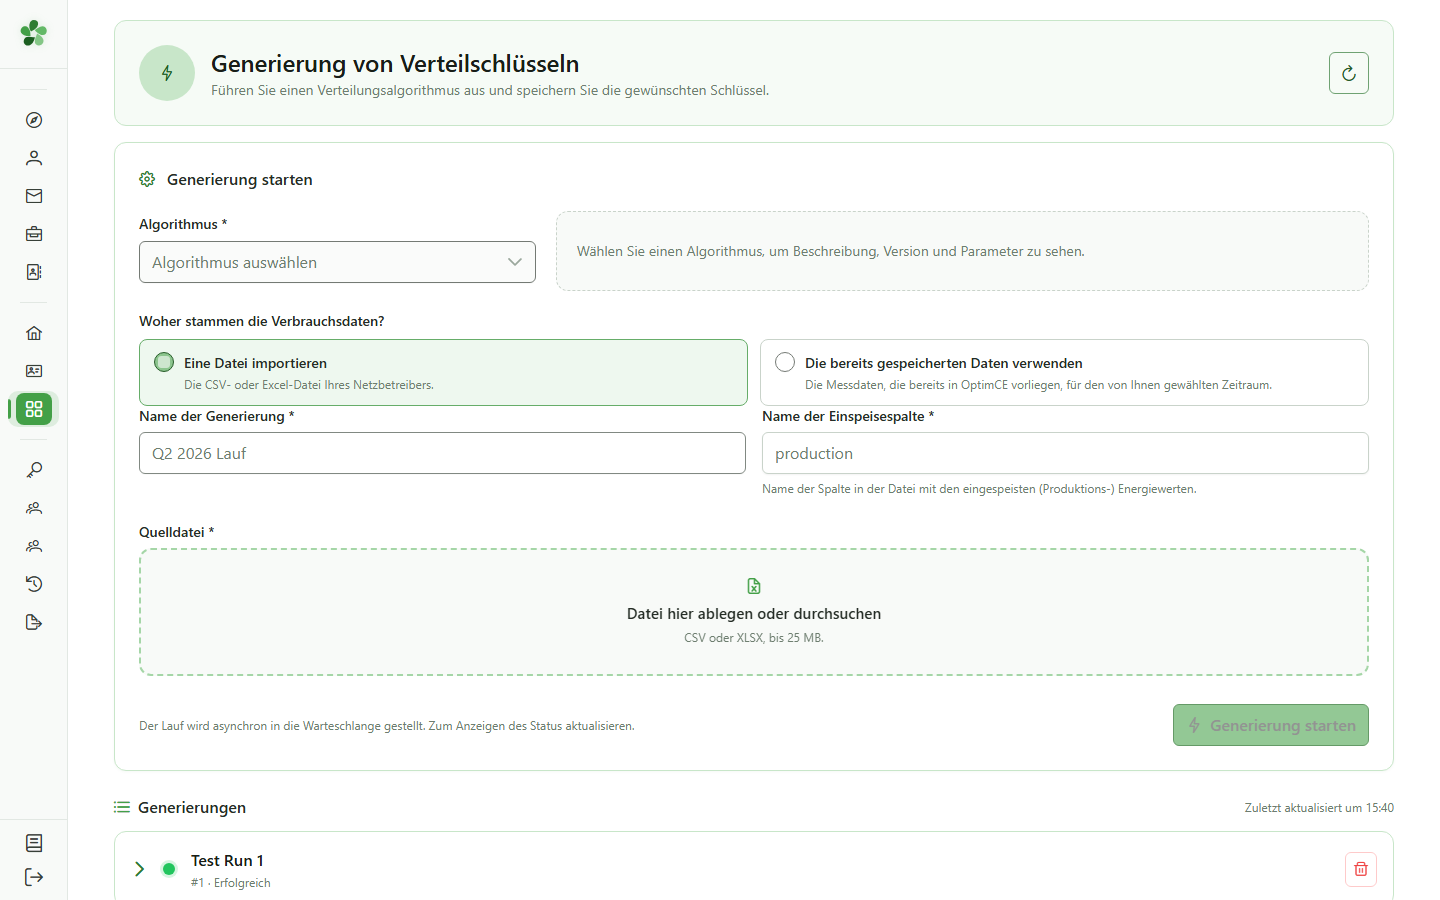 Generierung von Verteilschlüsseln
Führen Sie einen Verteilungsalgorithmus aus und speichern Sie die gewünschten Schlüssel.
Generierung starten
Algorithmus *
Algorithmus auswählen
Wählen Sie einen Algorithmus, um Beschreibung, Version und Parameter zu sehen.
Woher stammen die Verbrauchsdaten?
Eine Datei importieren
Die CSV- oder Excel-Datei Ihres Netzbetreibers.
Die bereits gespeicherten Daten verwenden
Die Messdaten, die bereits in OptimCE vorliegen, für den von Ihnen gewählten Zeitraum.
Name der Generierung *
Q2 2026 Lauf
Name der Einspeisespalte *
production
Name der Spalte in der Datei mit den eingespeisten (Produktions-) Energiewerten.
Quelldatei *
Datei hier ablegen oder durchsuchen
CSV oder XLSX, bis 25 MB.
Der Lauf wird asynchron in die Warteschlange gestellt. Zum Anzeigen des Status aktualisieren.
Generierung starten
Generierungen
Zuletzt aktualisiert um 15:40
Test Run 1
#1 · Erfolgreich